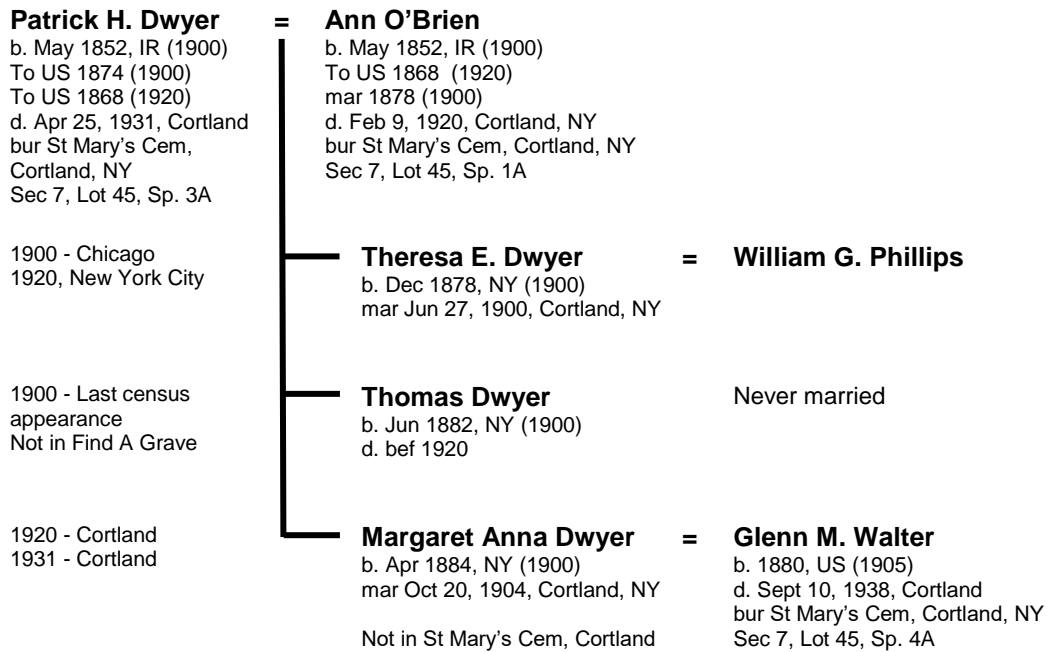 Patrick H. Dwyer = Ann O’Brien
b. May 1852, IR (1900)
To US 1874 (1900)
To US 1868 (1920)
d. Apr 25, 1931, Cortland
bur St Mary’s Cem,
Cortland, NY
Sec 7, Lot 45, Sp. 3A
b. May 1852, IR (1900)
To US 1868  (1920)
mar 1878 (1900)
d. Feb 9, 1920, Cortland, NY
bur St Mary’s Cem, Cortland, NY
Sec 7, Lot 45, Sp. 1A
1900 - Chicago
1920, New York City
Theresa E. Dwyer = William G. Phillips
b. Dec 1878, NY (1900)
mar Jun 27, 1900, Cortland, NY
1900 - Last census
appearance
Not in Find A Grave
Thomas Dwyer
b. Jun 1882, NY (1900)
d. bef 1920
Never married
1920 - Cortland
1931 - Cortland
Margaret Anna Dwyer = Glenn M. Walter
b. Apr 1884, NY (1900)
mar Oct 20, 1904, Cortland, NY
Not in St Mary’s Cem, Cortland
b. 1880, US (1905)
d. Sept 10, 1938, Cortland
bur St Mary’s Cem, Cortland, NY
Sec 7, Lot 45, Sp. 4A